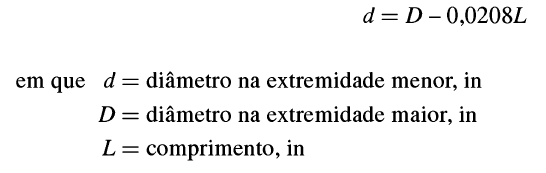 d = D – 0,0208L
em que d = diâmetro na extremidade menor, in
D = diâmetro na extremidade maior, in
L = comprimento, in